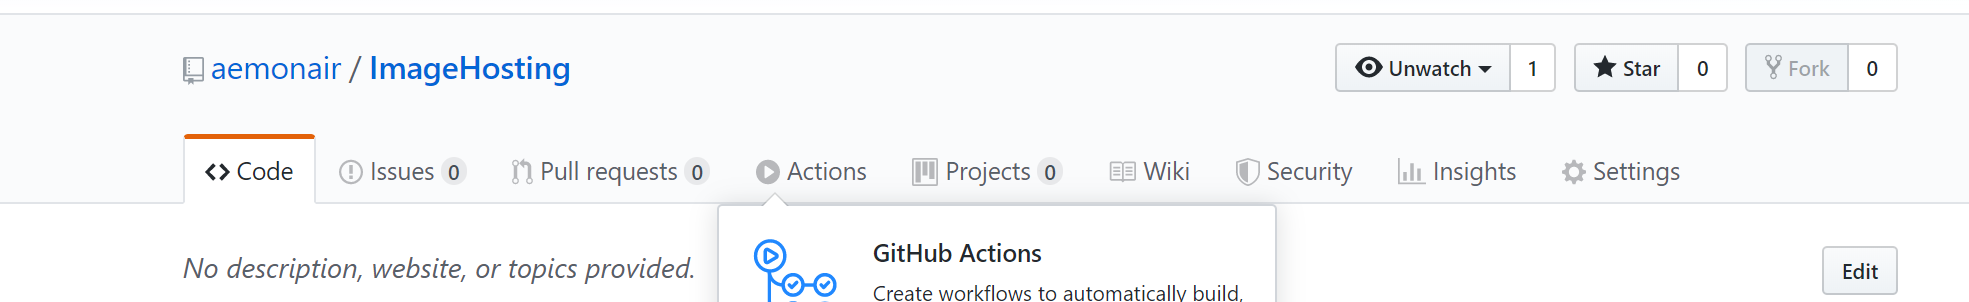 aemonair / ImageHosting
Unwatch 1 Star 0 Fork 0
Code Issues 0 Pull requests 0 Actions Projects 0 Wiki Security Insights Settings
No description, website, or topics provided.
Edit
GitHub Actions
Create workflows to automatically build,